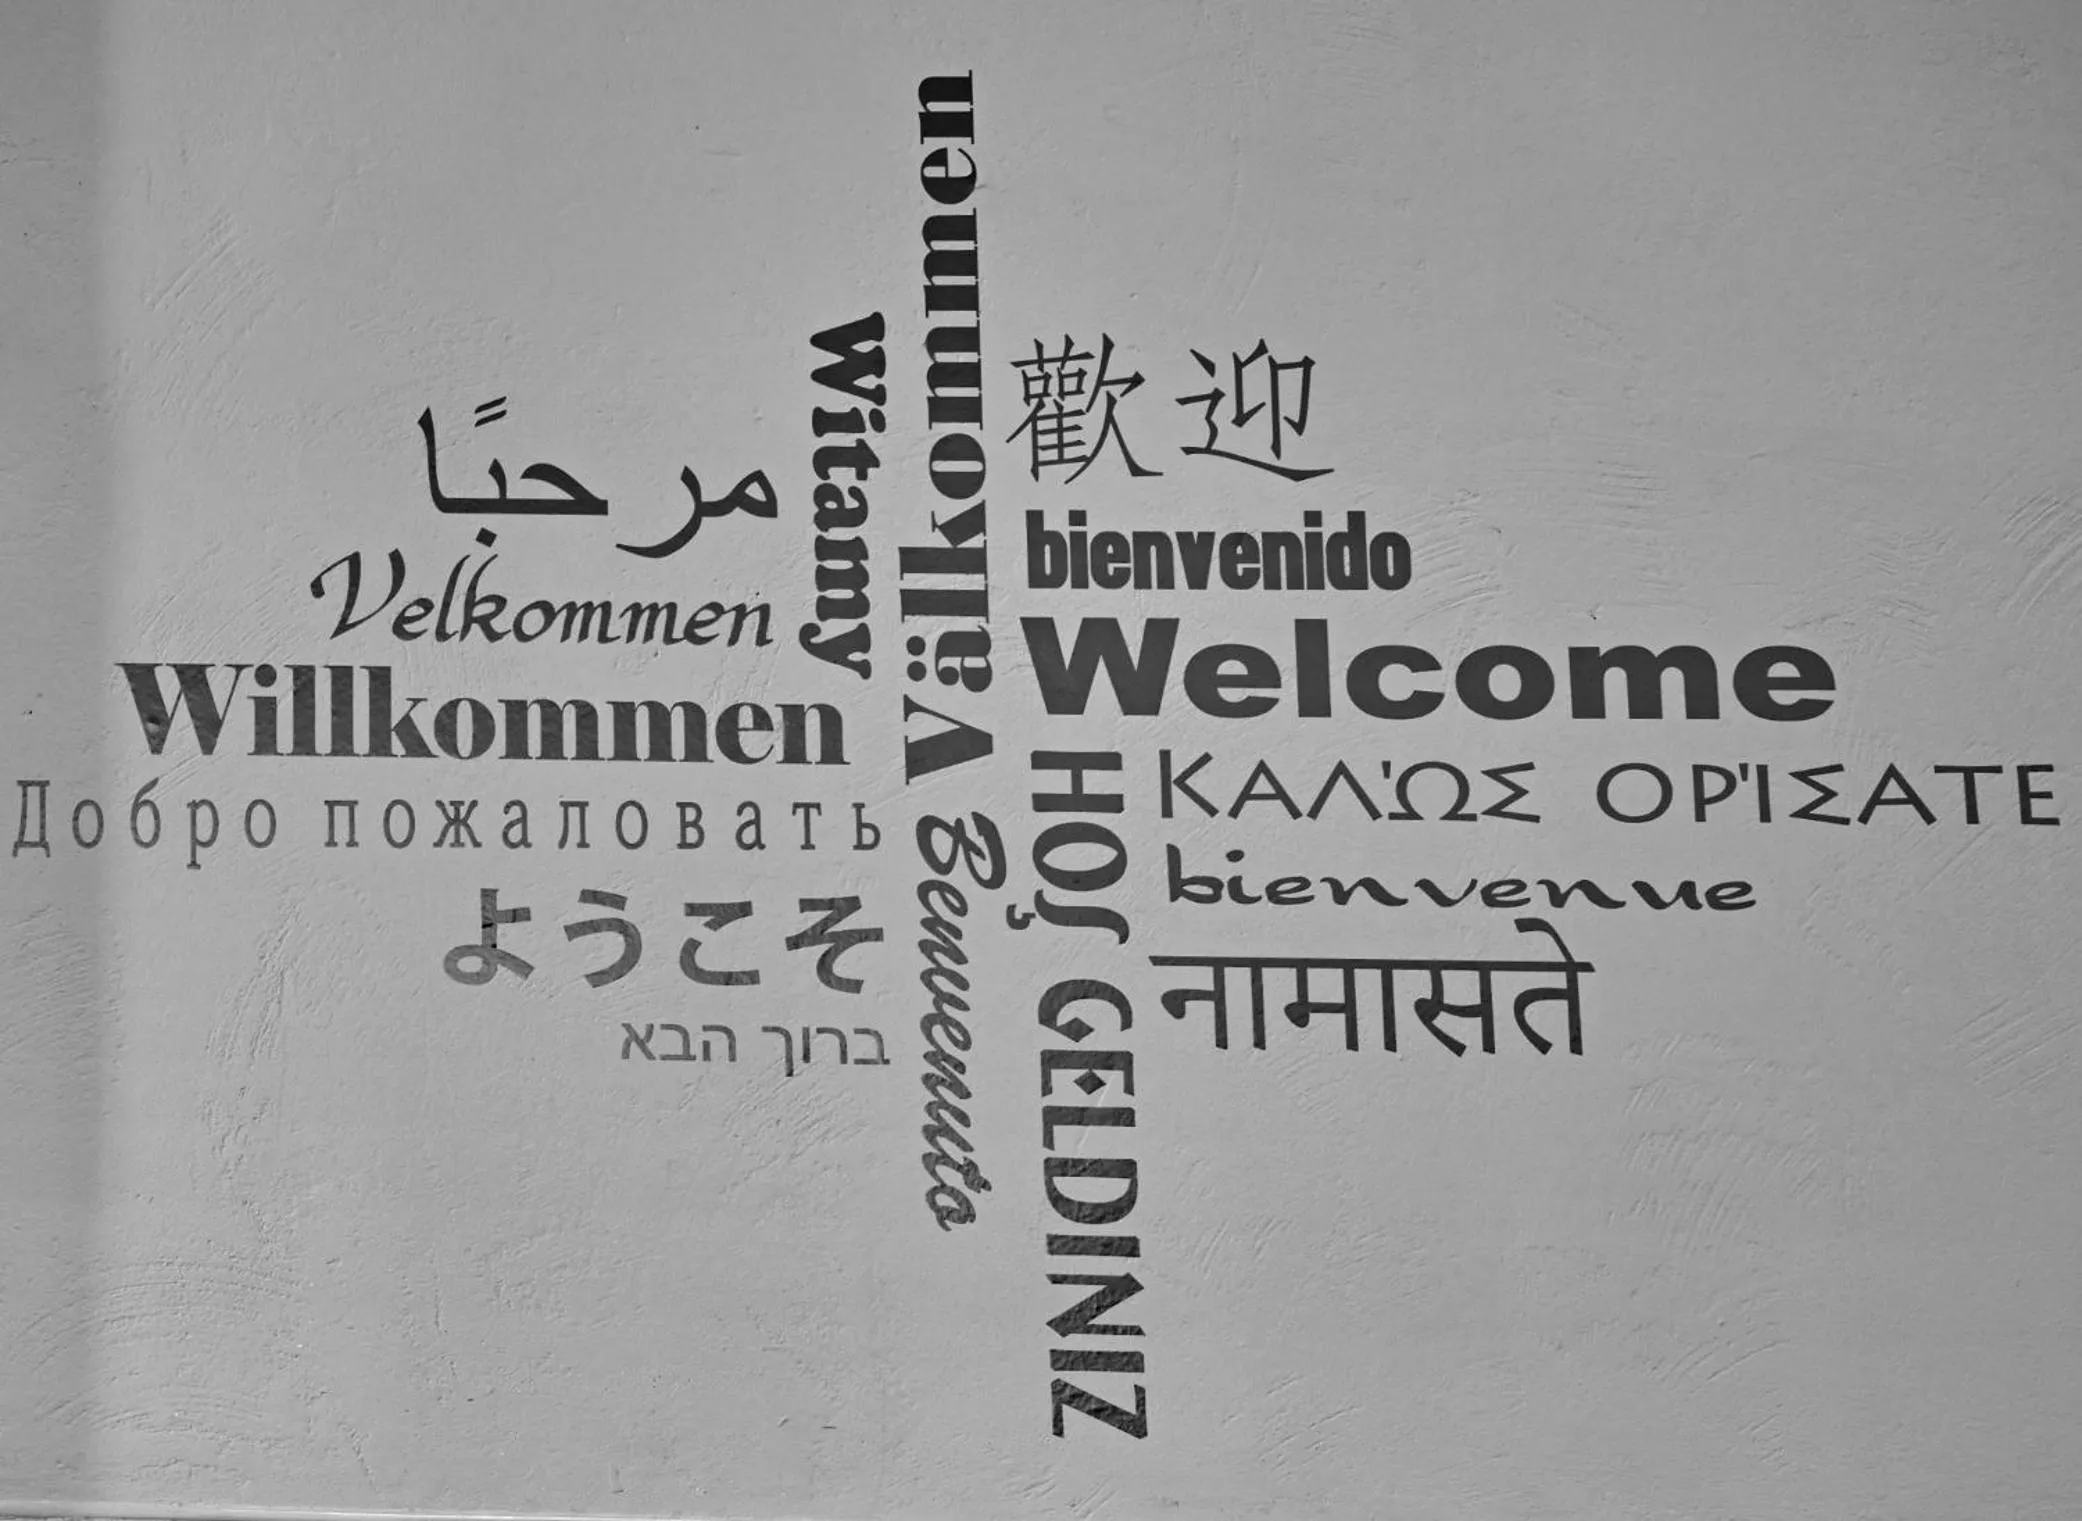 Välkommen
Witamy
歡迎
مرحبًا
bienvenido
Velkommen
Welcome
Willkommen
HOŞ GELDINIZ
ΚΑΛΏΣ ΟΡΊΣΑΤΕ
Добро пожаловать
Benvenuto
bienvenue
ようこそ
नामासते
ברוך הבא